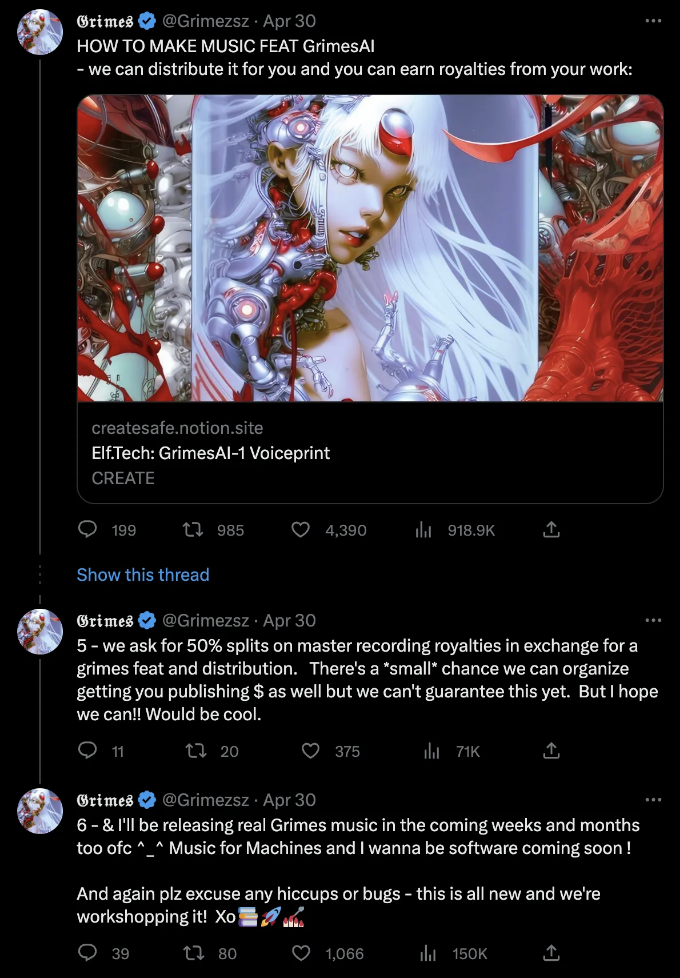 Grimes @Grimezsz · Apr 30
HOW TO MAKE MUSIC FEAT GrimesAI
- we can distribute it for you and you can earn royalties from your work:
createsafe.notion.site
Elf.Tech: GrimesAI-1 Voiceprint
CREATE
199 985 4,390 918.9K
Show this thread
Grimes @Grimezsz · Apr 30
5 - we ask for 50% splits on master recording royalties in exchange for a
grimes feat and distribution. There's a *small* chance we can organize
getting you publishing $ as well but we can't guarantee this yet. But I hope
we can!! Would be cool.
11 20 375 71K
Grimes @Grimezsz · Apr 30
6 - & I'll be releasing real Grimes music in the coming weeks and months
too ofc ^_^ Music for Machines and I wanna be software coming soon !
And again plz excuse any hiccups or bugs - this is all new and we're
workshopping it! Xo📚🚀💅
39 80 1,066 150K